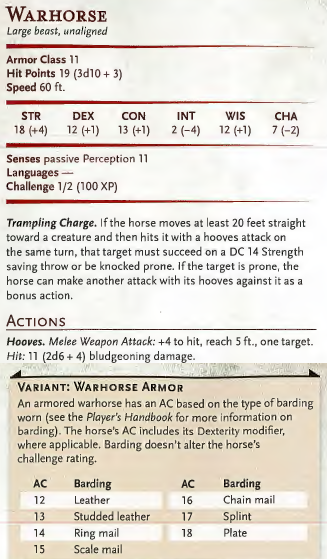 WARHORSE
Large beast, unaligned
Armor Class 11
Hit Points 19 (3d10 + 3)
Speed 60 ft.
STR DEX CON INT WIS CHA
18 (+4) 12 (+1) 13 (+1) 2 (−4) 12 (+1) 7 (−2)
Senses passive Perception 11
Languages —
Challenge 1/2 (100 XP)
Trampling Charge. If the horse moves at least 20 feet straight
toward a creature and then hits it with a hooves attack on
the same turn, that target must succeed on a DC 14 Strength
saving throw or be knocked prone. If the target is prone, the
horse can make another attack with its hooves against it as a
bonus action.
ACTIONS
Hooves. Melee Weapon Attack: +4 to hit, reach 5 ft., one target.
Hit: 11 (2d6 + 4) bludgeoning damage.
VARIANT: WARHORSE ARMOR
An armored warhorse has an AC based on the type of barding
worn (see the Player's Handbook for more information on
barding). The horse's AC includes its Dexterity modifier,
where applicable. Barding doesn't alter the horse's
challenge rating.
AC Barding AC Barding
12 Leather 16 Chain mail
13 Studded leather 17 Splint
14 Ring mail 18 Plate
15 Scale mail